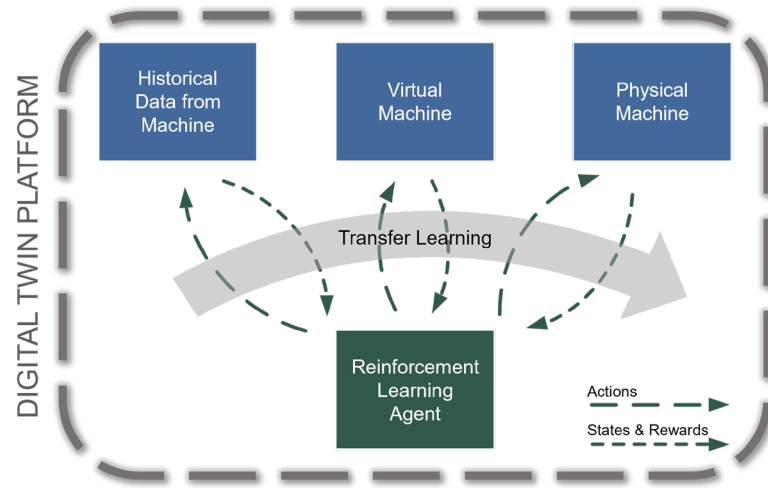 DIGITAL TWIN PLATFORM
Historical
Data from
Machine
Virtual
Machine
Physical
Machine
Transfer Learning
Reinforcement
Learning
Agent
Actions
States & Rewards